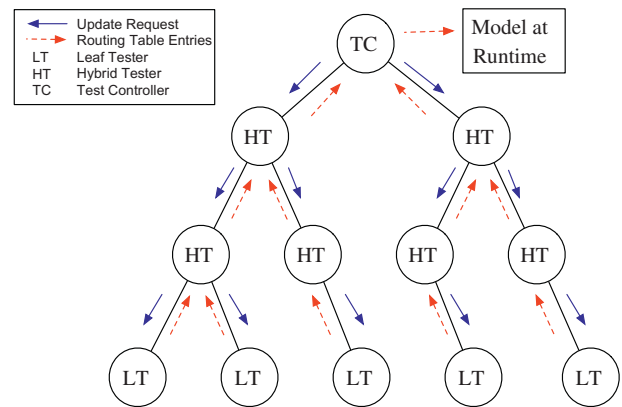 Update Request
Routing Table Entries
LT Leaf Tester
HT Hybrid Tester
TC Test Controller
TC
Model at
Runtime
HT HT
HT HT HT HT
LT LT LT LT LT